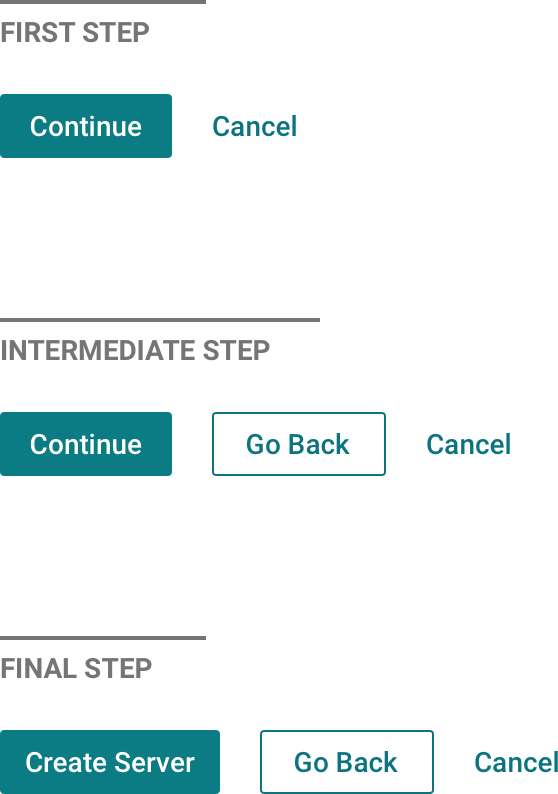 FIRST STEP
Continue Cancel
INTERMEDIATE STEP
Continue Go Back Cancel
FINAL STEP
Create Server Go Back Cancel